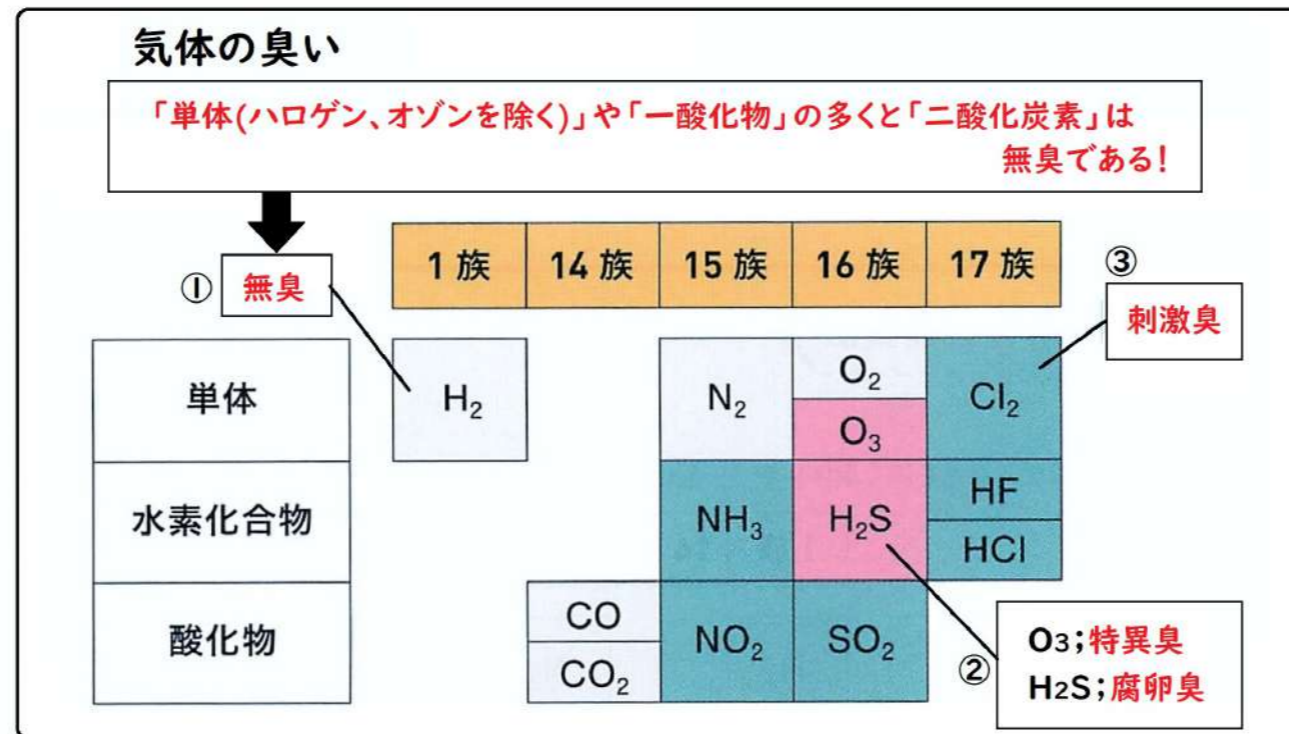 気体の臭い
「単体(ハロゲン、オゾンを除く)」や「一酸化物」の多くと「二酸化炭素」は
無臭である!
① 無臭
1族 14族 15族 16族 17族
③
刺激臭
単体 H₂ N₂ O₂ Cl₂
O₃
水素化合物 NH₃ H₂S HF
HCl
酸化物 CO NO₂ SO₂
CO₂
②
O₃;特異臭
H₂S;腐卵臭